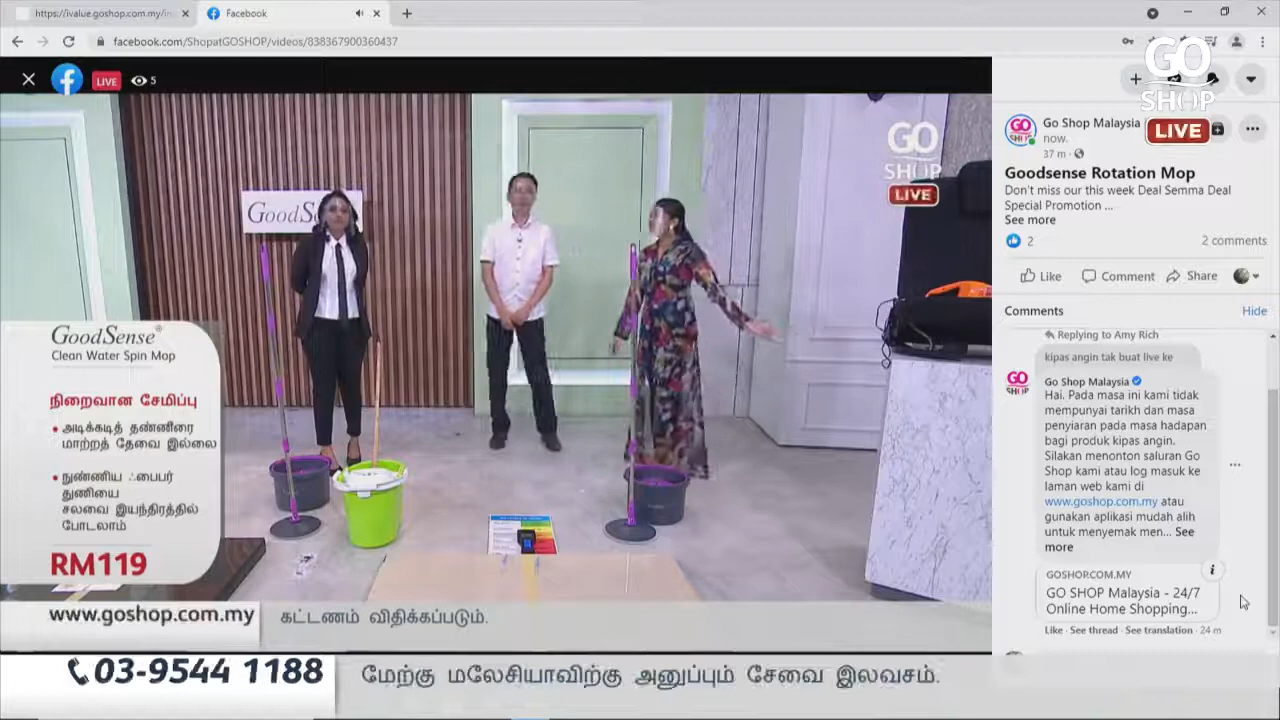 https://ivalue.goshop.com.my/in
Facebook
facebook.com/ShopatGOSHOP/videos/838367900360437
LIVE
5
GO
SHOP
LIVE
Go Shop Malaysia
now.
37 m
Goodsense Rotation Mop
Don't miss our this week Deal Semma Deal
Special Promotion ...
See more
2
2 comments
Like
Comment
Share
Comments
Hide
Replying to Amy Rich
kipas angin tak buat live ke
Go Shop Malaysia
Hai. Pada masa ini kami tidak
mempunyai tarikh dan masa
penyiaran pada masa hadapan
bagi produk kipas angin.
Silakan menonton saluran Go
Shop kami atau log masuk ke
laman web kami di
www.goshop.com.my atau
gunakan aplikasi mudah alih
untuk menyemak men... See
more
GOSHOP.COM.MY
GO SHOP Malaysia - 24/7
Online Home Shopping...
Like · See thread · See translation · 24 m
GO
SHOP
LIVE
GoodS
GOODSENSE®
Clean Water Spin Mop
நிறைவான சேமிப்பு
• அடிக்கடித் தண்ணீரை
மாற்றத் தேவை இல்லை
• நுண்ணிய ஃபைபர்
துணியை
சலவை இயந்திரத்தில்
போடலாம்
RM119
www.goshop.com.my
கட்டணம் விதிக்கப்படும்.
03-9544 1188
மேற்கு மலேசியாவிற்கு அனுப்பும் சேவை இலவசம்.